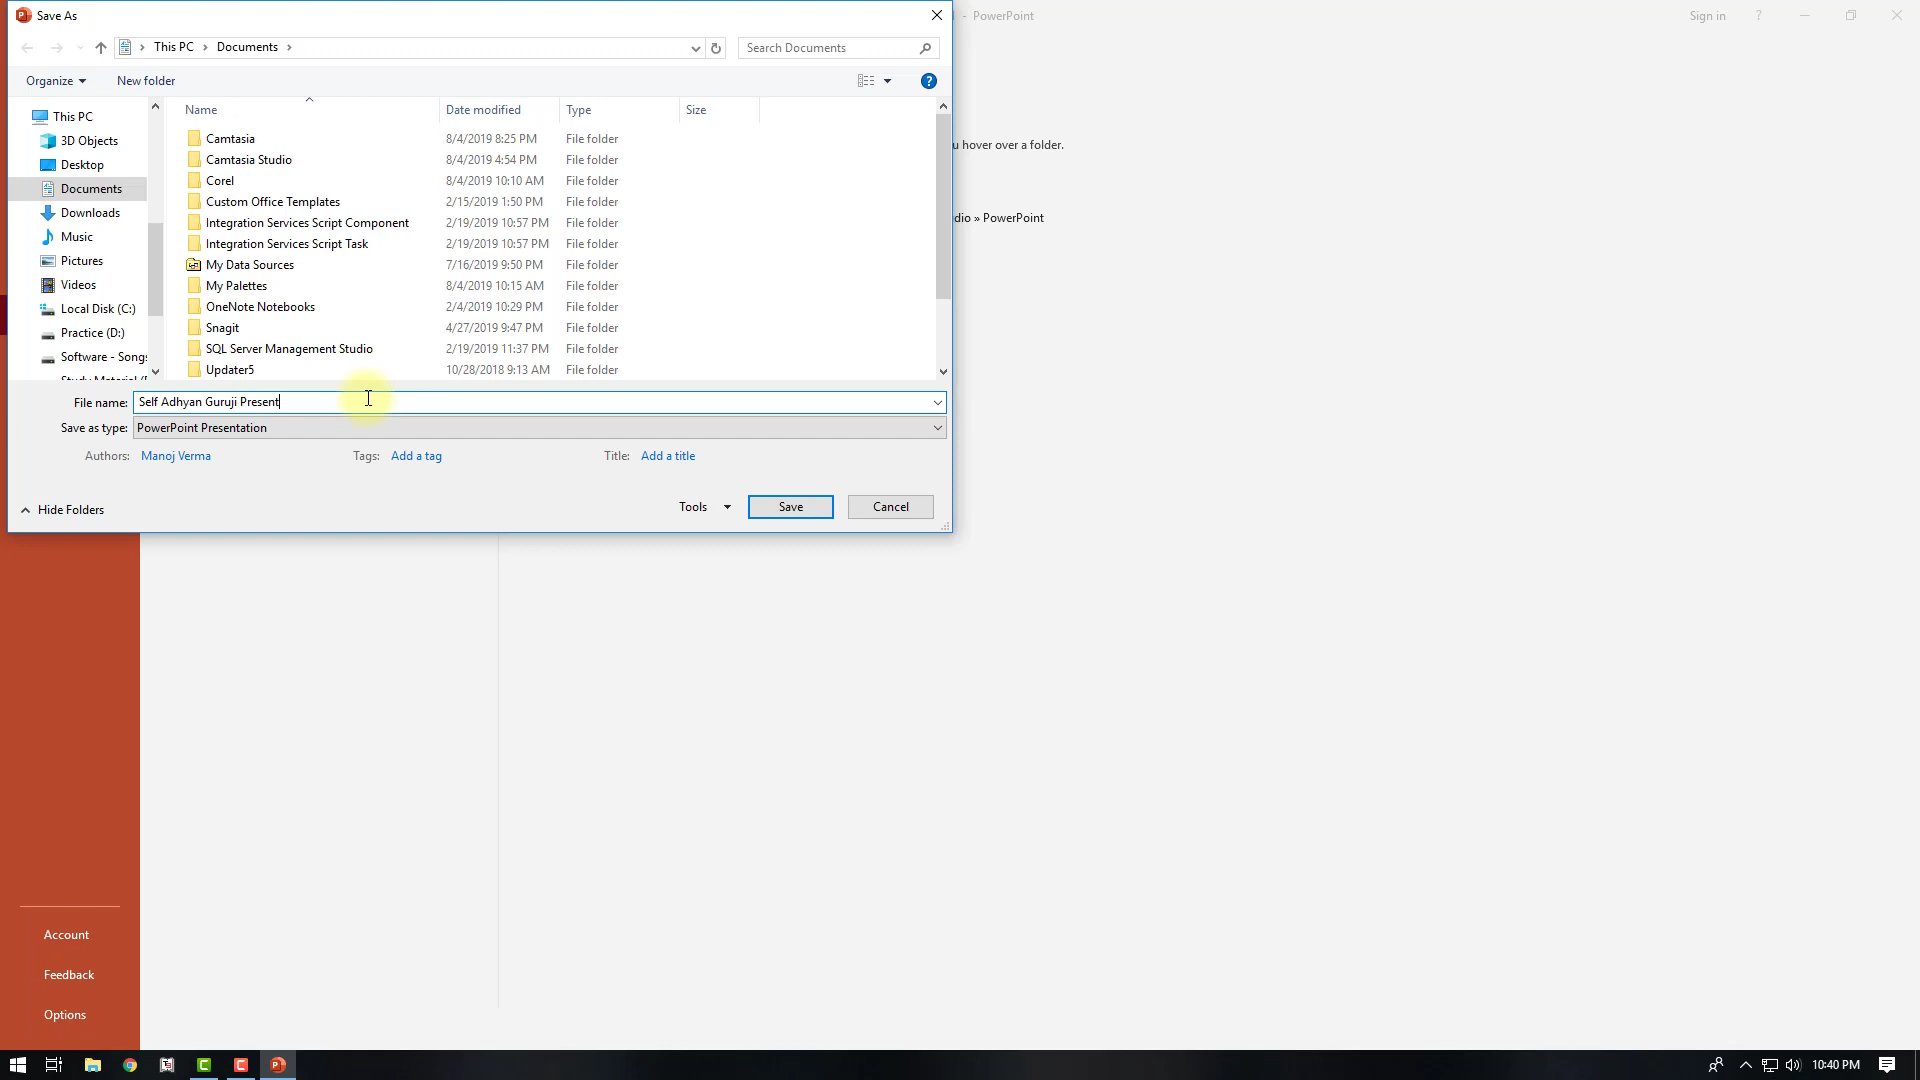 Save As
- PowerPoint
Sign in
?
This PC
Documents
Search Documents
Organize
New folder
?
Name
Date modified
Type
Size
This PC
3D Objects
Desktop
Documents
Downloads
Music
Pictures
Videos
Local Disk (C:)
Practice (D:)
Software - Songs
Camtasia 8/4/2019 8:25 PM File folder
Camtasia Studio 8/4/2019 4:54 PM File folder
Corel 8/4/2019 10:10 AM File folder
Custom Office Templates 2/15/2019 1:50 PM File folder
Integration Services Script Component 2/19/2019 10:57 PM File folder
Integration Services Script Task 2/19/2019 10:57 PM File folder
My Data Sources 7/16/2019 9:50 PM File folder
My Palettes 8/4/2019 10:15 AM File folder
OneNote Notebooks 2/4/2019 10:29 PM File folder
Snagit 4/27/2019 9:47 PM File folder
SQL Server Management Studio 2/19/2019 11:37 PM File folder
Updater5 10/28/2018 9:13 AM File folder
u hover over a folder.
dio » PowerPoint
File name: Self Adhyan Guruji Present
Save as type: PowerPoint Presentation
Authors: Manoj Verma
Tags: Add a tag
Title: Add a title
Hide Folders
Tools
Save
Cancel
Account
Feedback
Options
10:40 PM